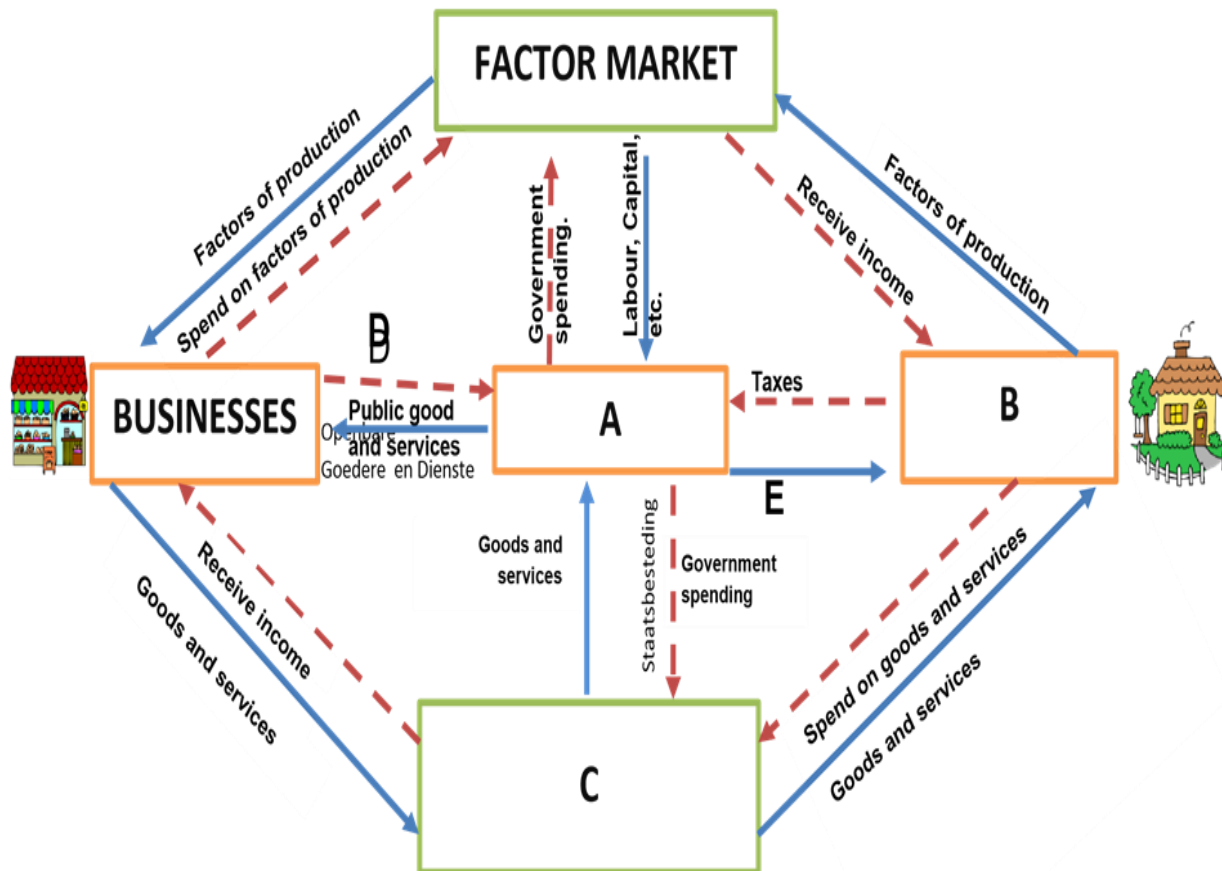 FACTOR MARKET
Factors of production
Spend on factors of production
Government
spending.
Labour, Capital,
etc.
Receive income
Factors of production
D
D
BUSINESSES
Public good
and services
Openbare
Goedere en Dienste
A
Taxes
B
E
Goods and
services
Staatsbesteding
Government
spending
Receive income
Goods and services
Spend on goods and services
Goods and services
C